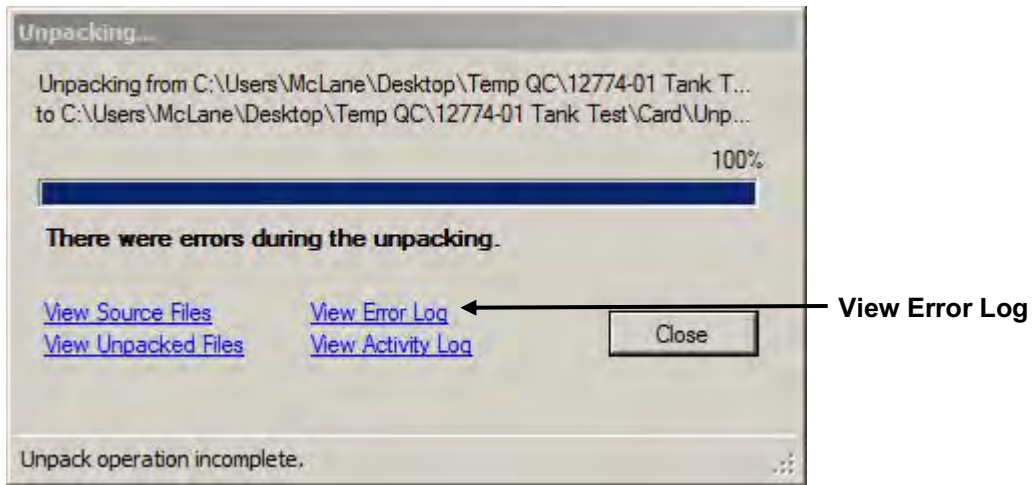 Unpacking...
Unpacking from C:\Users\McLane\Desktop\Temp QC\12774-01 Tank T...
to C:\Users\McLane\Desktop\Temp QC\12774-01 Tank Test\Card\Unp...
100%
There were errors during the unpacking.
View Source Files View Error Log View Error Log
View Unpacked Files View Activity Log Close
Unpack operation incomplete.